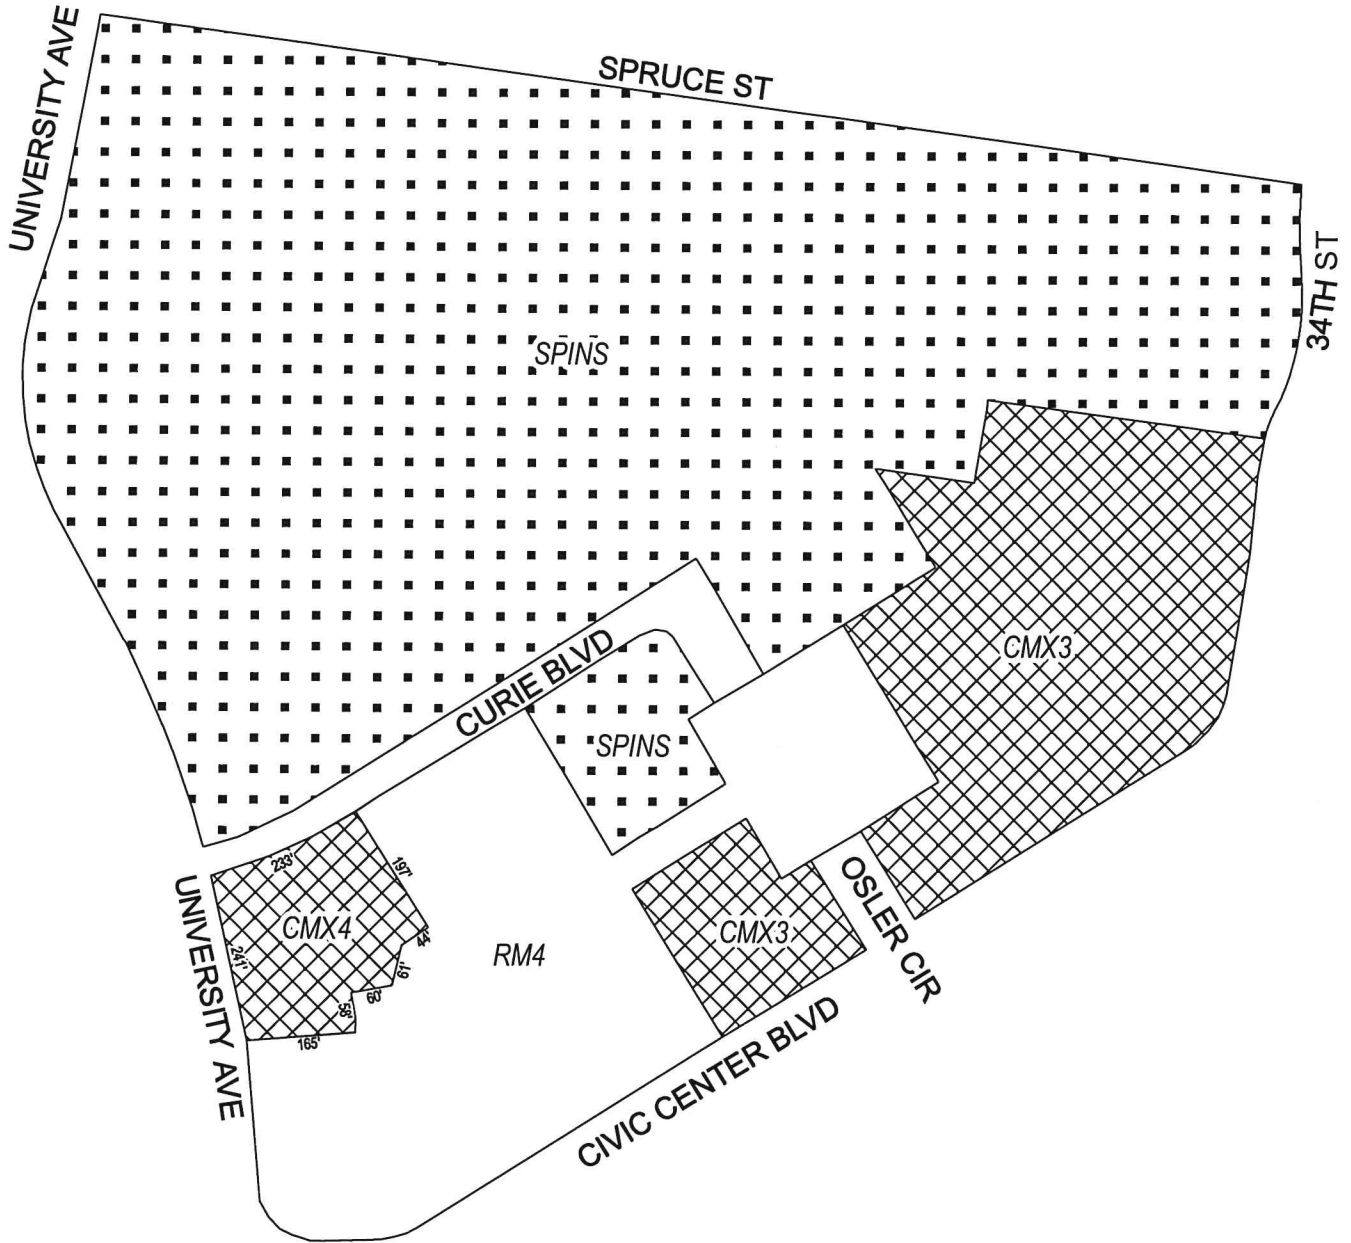 UNIVERSITY AVE
SPRUCE ST
34TH ST
SPINS
CMX3
CURIE BLVD
SPINS
233'
197'
CMX4
44'
241'
61'
60'
58'
165'
RM4
CMX3
OSLER CIR
UNIVERSITY AVE
CIVIC CENTER BLVD